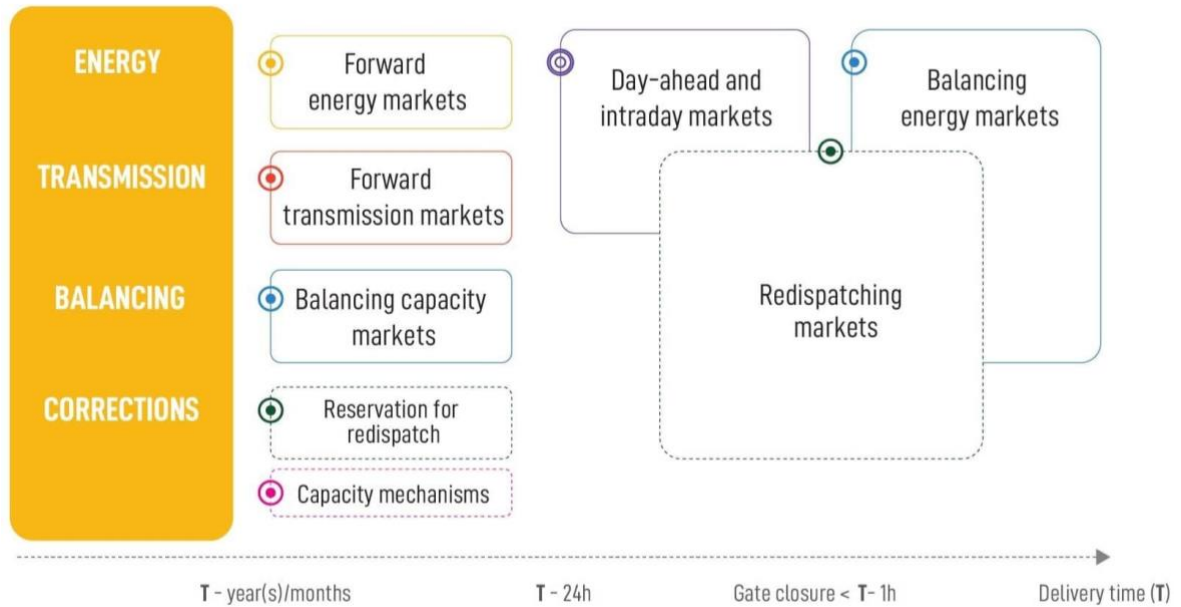 ENERGY
TRANSMISSION
BALANCING
CORRECTIONS
Forward
energy markets
Forward
transmission markets
Balancing capacity
markets
Reservation for
redispatch
Capacity mechanisms
Day-ahead and
intraday markets
Balancing
energy markets
Redispatching
markets
T - year(s)/months
T - 24h
Gate closure < T- 1h
Delivery time (T)